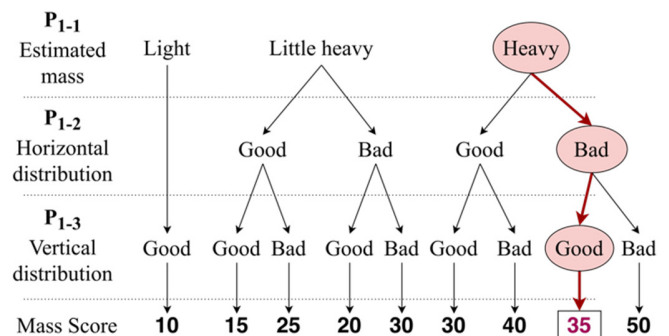 P1-1
Estimated
mass
Light
Little heavy
Heavy
P1-2
Horizontal
distribution
Good
Bad
Good
Bad
P1-3
Vertical
distribution
Good Good Bad Good Bad Good Bad Good Bad
Mass Score 10 15 25 20 30 30 40 35 50